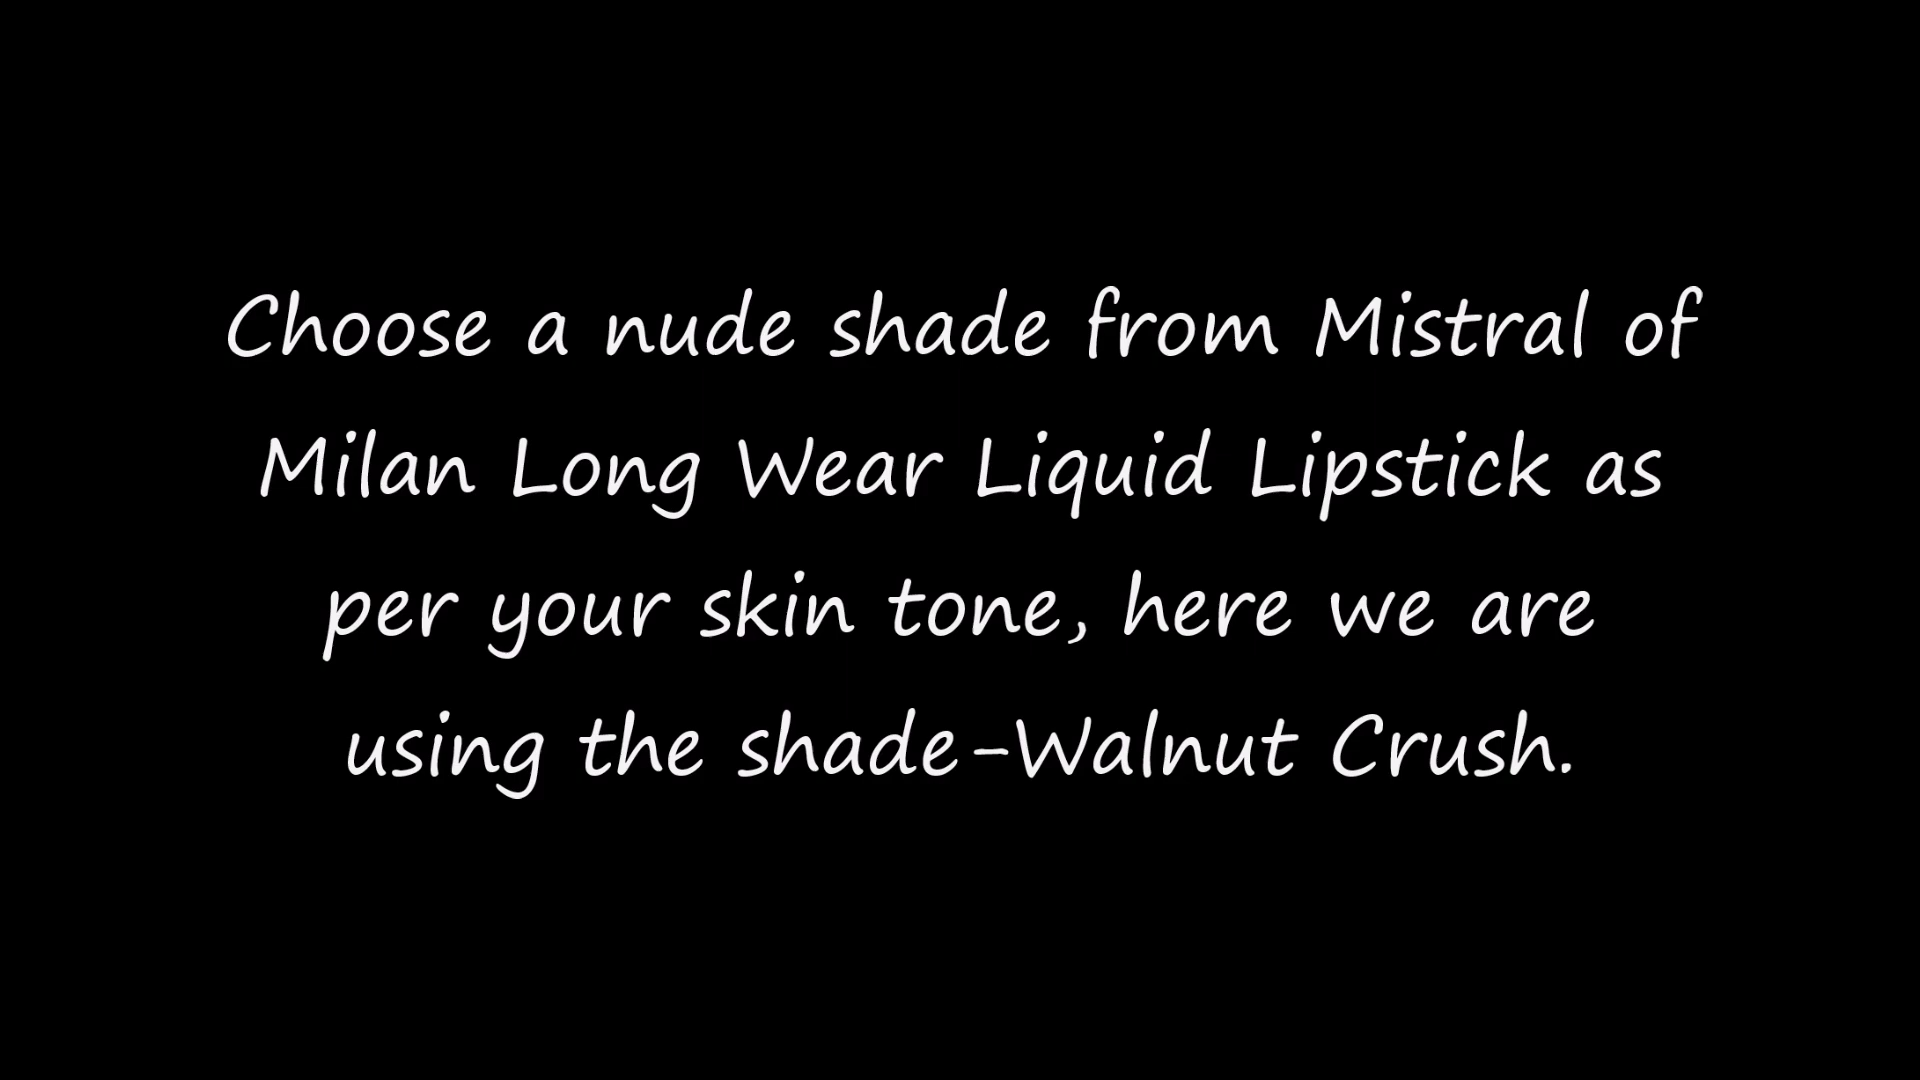 Choose a nude shade from Mistral of
Milan Long Wear Liquid Lipstick as
per your skin tone, here we are
using the shade-Walnut Crush.